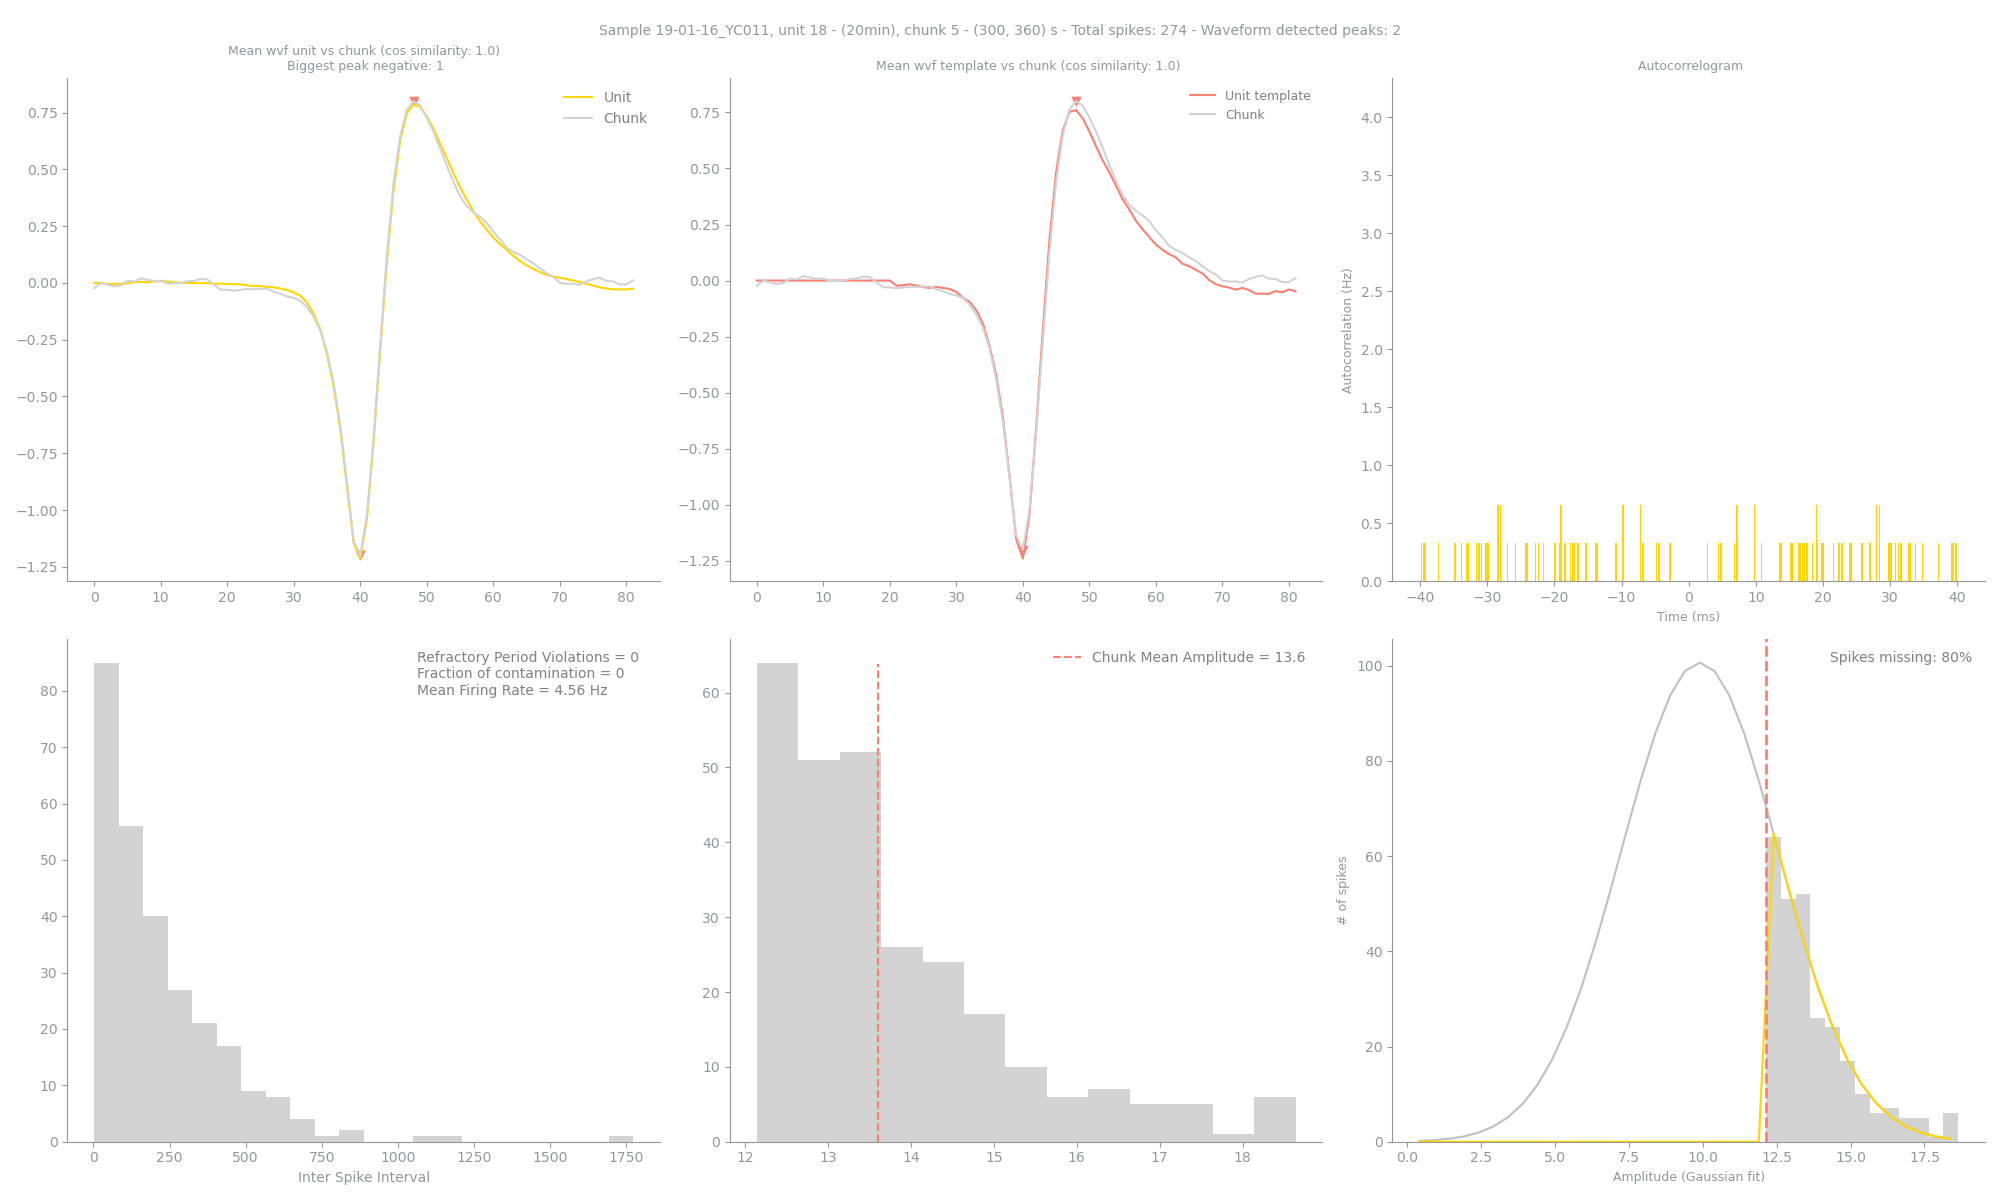 Sample 19-01-16_YC011, unit 18 - (20min), chunk 5 - (300, 360) s - Total spikes: 274 - Waveform detected peaks: 2
Mean wvf unit vs chunk (cos similarity: 1.0)
Biggest peak negative: 1
Unit
Chunk
0.75
0.50
0.25
0.00
−0.25
−0.50
−0.75
−1.00
−1.25
0 10 20 30 40 50 60 70 80
Mean wvf template vs chunk (cos similarity: 1.0)
Unit template
Chunk
0.75
0.50
0.25
0.00
−0.25
−0.50
−0.75
−1.00
−1.25
0 10 20 30 40 50 60 70 80
Autocorrelogram
Autocorrelation (Hz)
4.0
3.5
3.0
2.5
2.0
1.5
1.0
0.5
0.0
−40 −30 −20 −10 0 10 20 30 40
Time (ms)
Refractory Period Violations = 0
Fraction of contamination = 0
Mean Firing Rate = 4.56 Hz
80
70
60
50
40
30
20
10
0
0 250 500 750 1000 1250 1500 1750
Inter Spike Interval
Chunk Mean Amplitude = 13.6
60
50
40
30
20
10
0
12 13 14 15 16 17 18
Spikes missing: 80%
# of spikes
100
80
60
40
20
0
0.0 2.5 5.0 7.5 10.0 12.5 15.0 17.5
Amplitude (Gaussian fit)